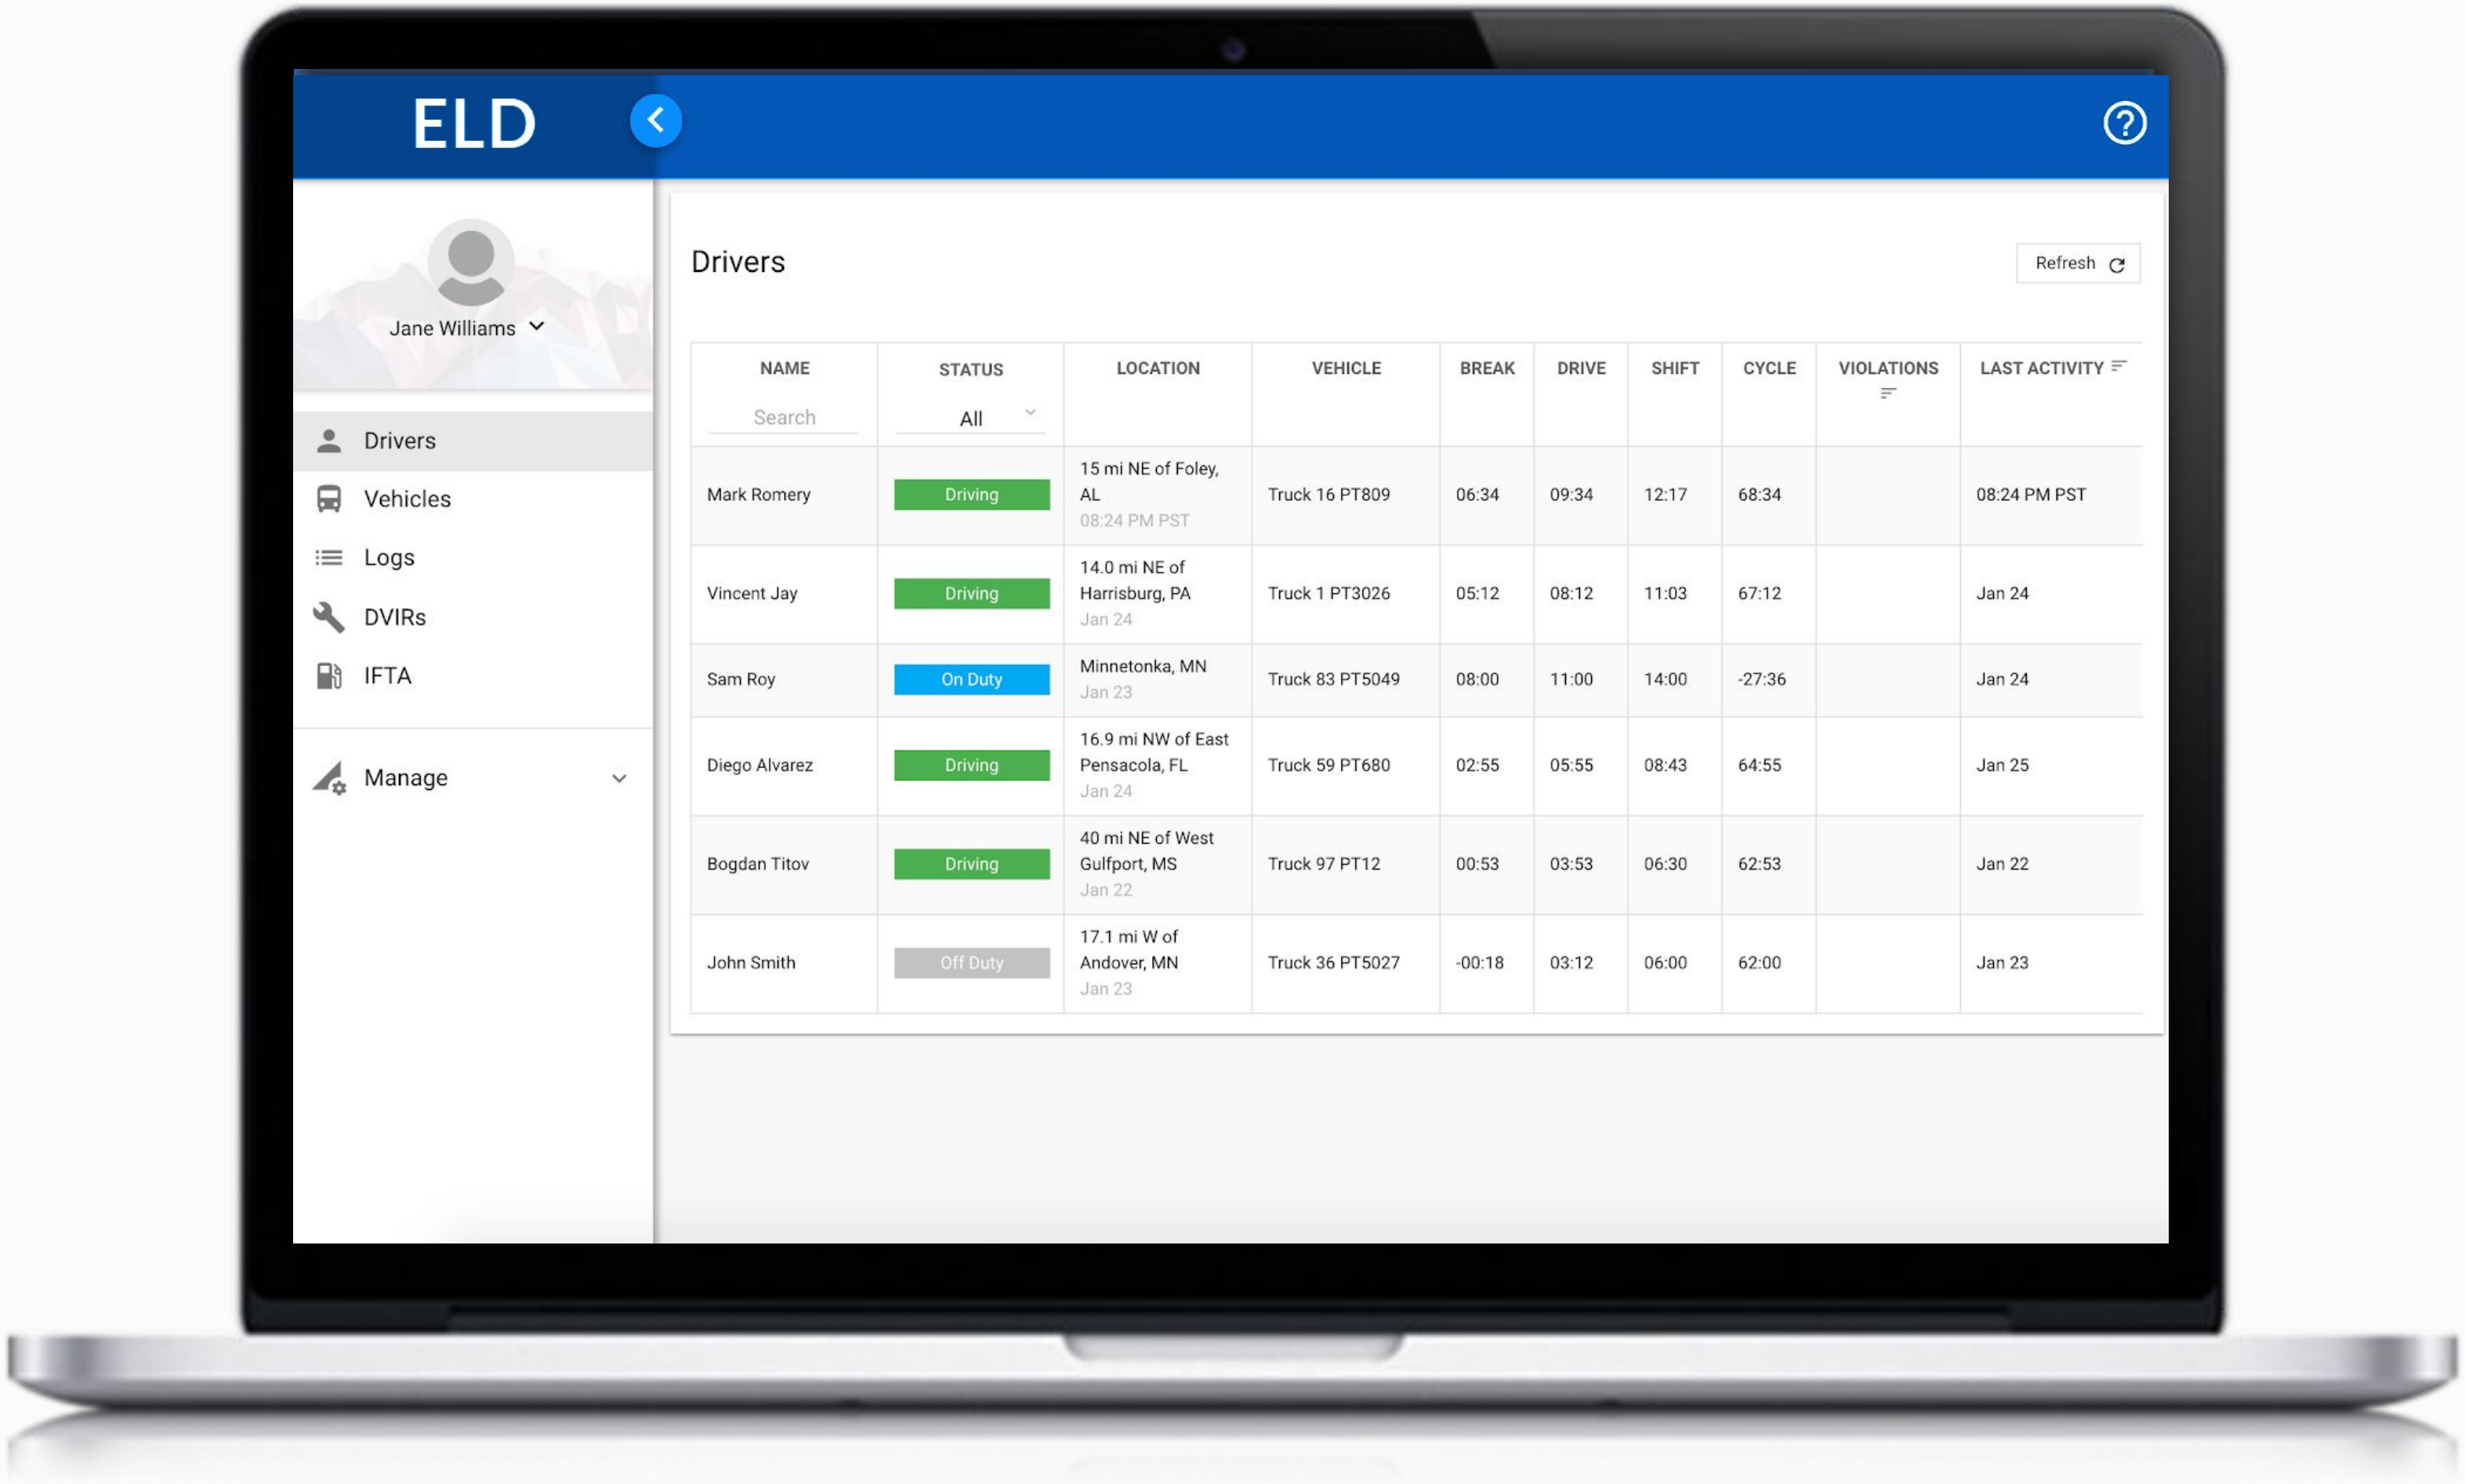 ELD
Jane Williams
Drivers
Vehicles
Logs
DVIRs
IFTA
Manage
Drivers
Refresh
NAME STATUS LOCATION VEHICLE BREAK DRIVE SHIFT CYCLE VIOLATIONS LAST ACTIVITY
Search All
Mark Romery Driving 15 mi NE of Foley, Truck 16 PT809 06:34 09:34 12:17 68:34 08:24 PM PST
AL
08:24 PM PST
Vincent Jay Driving 14.0 mi NE of Truck 1 PT3026 05:12 08:12 11:03 67:12 Jan 24
Harrisburg, PA
Jan 24
Sam Roy On Duty Minnetonka, MN Truck 83 PT5049 08:00 11:00 14:00 -27:36 Jan 24
Jan 23
Diego Alvarez Driving 16.9 mi NW of East Truck 59 PT680 02:55 05:55 08:43 64:55 Jan 25
Pensacola, FL
Jan 24
Bogdan Titov Driving 40 mi NE of West Truck 97 PT12 00:53 03:53 06:30 62:53 Jan 22
Gulfport, MS
Jan 22
John Smith Off Duty 17.1 mi W of Truck 36 PT5027 -00:18 03:12 06:00 62:00 Jan 23
Andover, MN
Jan 23